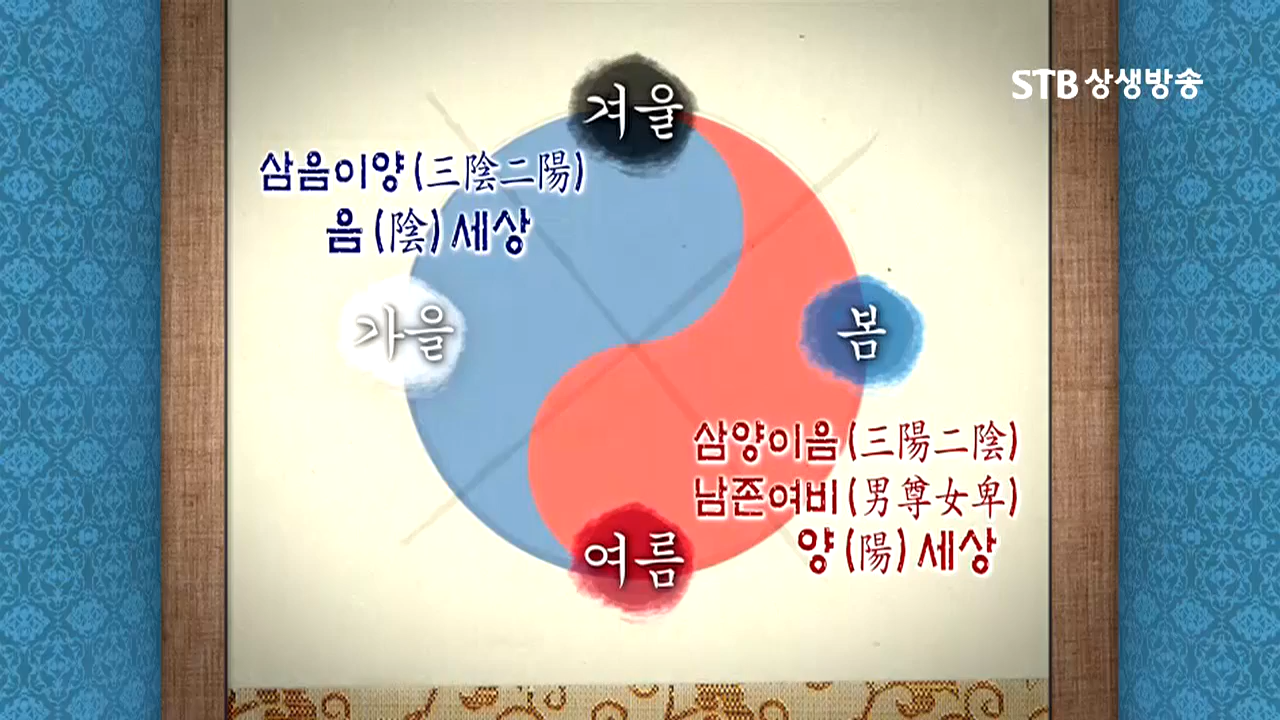 STB 상생방송
겨울
삼음이양(三陰二陽)
음(陰) 세상
가을
봄
삼양이음(三陽二陰)
남존여비(男尊女卑)
양(陽) 세상
여름